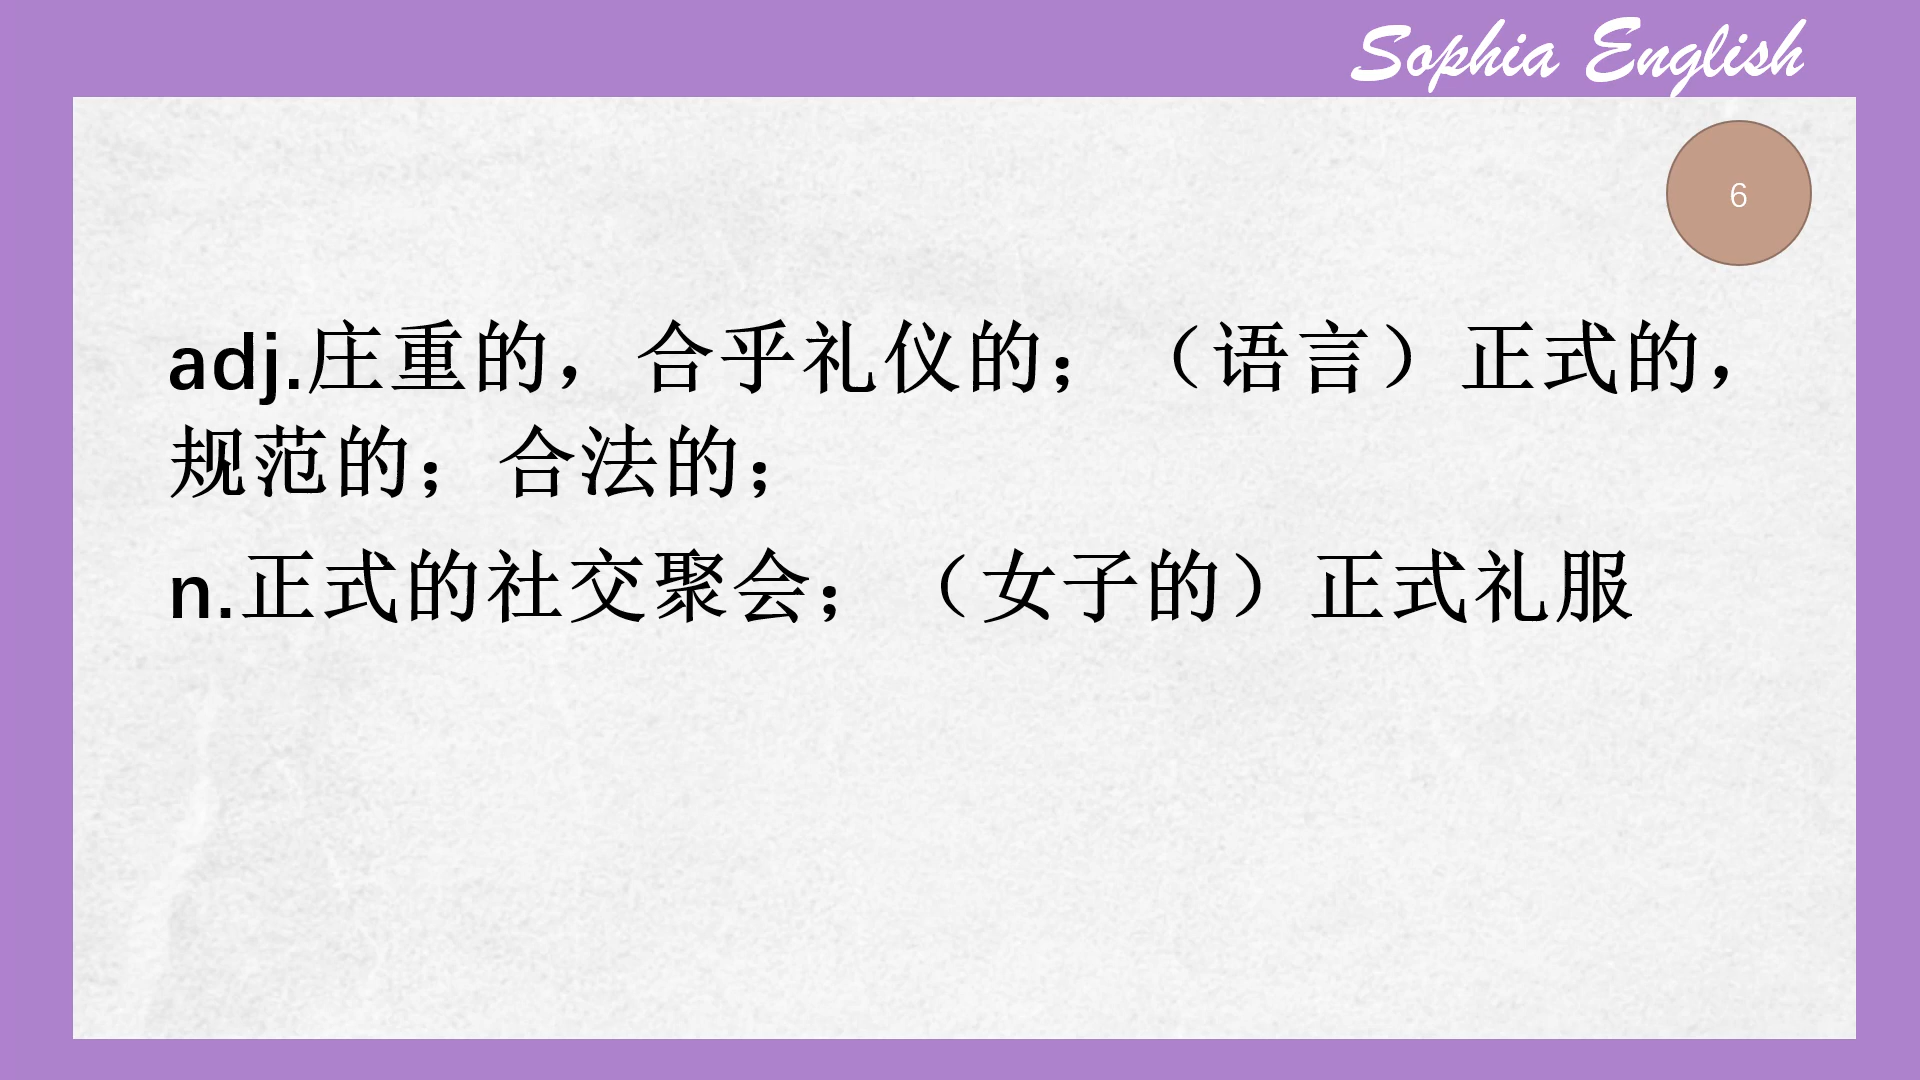 Sophia English
6
adj.庄重的，合乎礼仪的；（语言）正式的，
规范的；合法的；
n.正式的社交聚会；（女子的）正式礼服